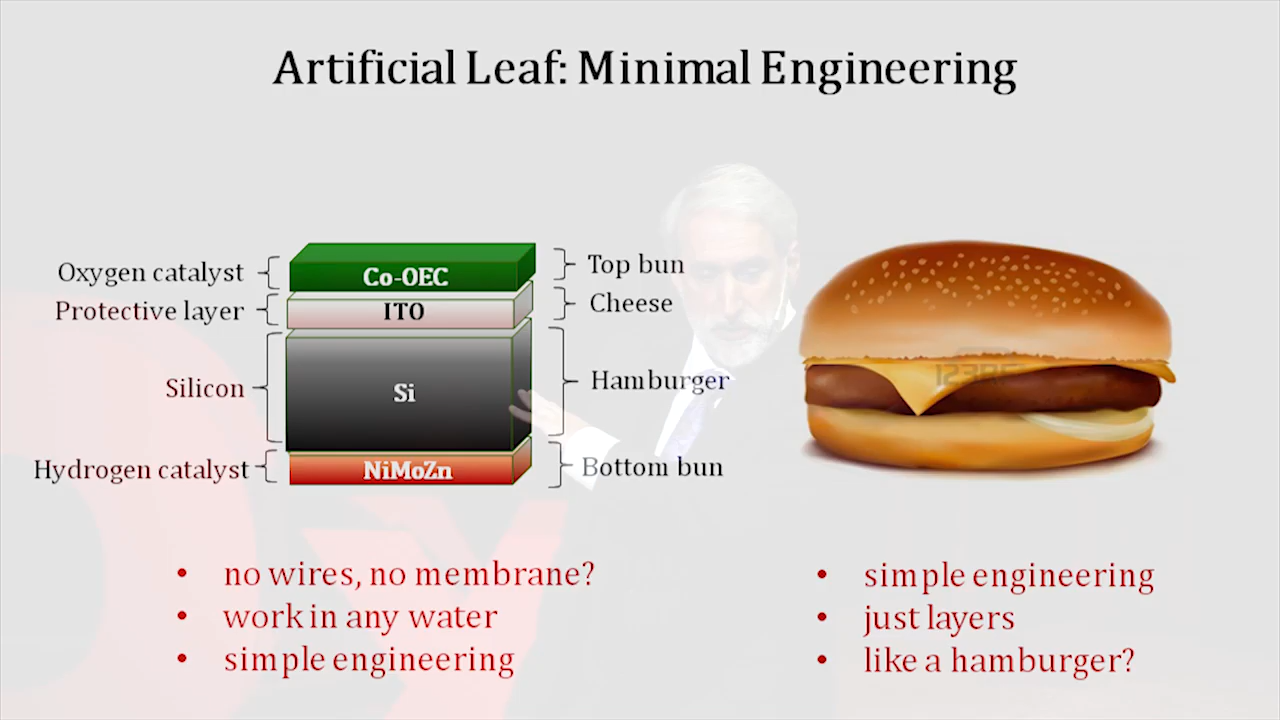 Artificial Leaf: Minimal Engineering
Oxygen catalyst
Co-OEC
Top bun
Protective layer
ITO
Cheese
Silicon
Si
Hamburger
Hydrogen catalyst
NiMoZn
Bottom bun
• no wires, no membrane?
• work in any water
• simple engineering
• simple engineering
• just layers
• like a hamburger?